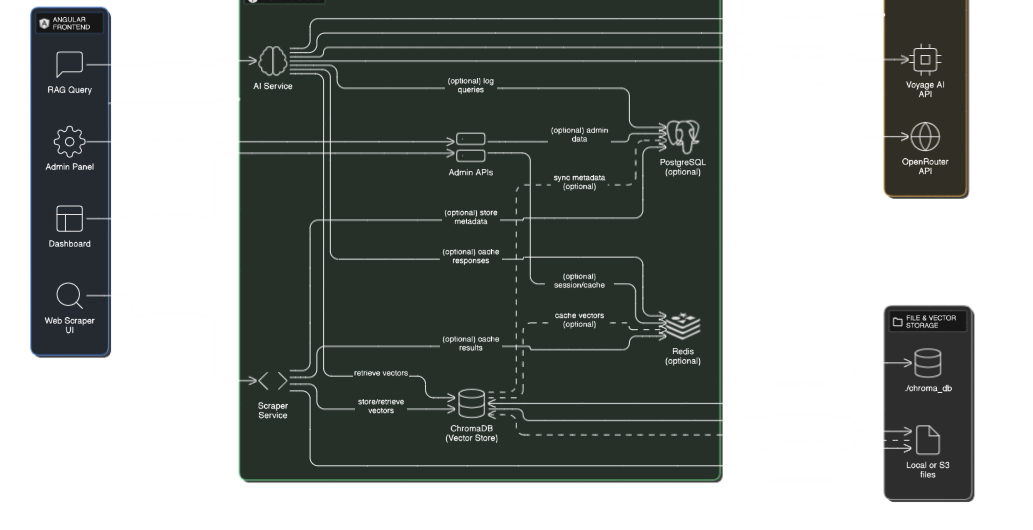 ANGULAR
FRONTEND
RAG Query
Admin Panel
Dashboard
Web Scraper
UI
AI Service
(optional) log
queries
(optional) admin
data
PostgreSQL
(optional)
Admin APIs
sync metadata
(optional)
(optional) store
metadata
(optional) cache
responses
(optional)
session/cache
cache vectors
(optional)
Redis
(optional)
(optional) cache
results
retrieve vectors
Scraper
Service
store/retrieve
vectors
ChromaDB
(Vector Store)
Voyage AI
API
OpenRouter
API
FILE & VECTOR
STORAGE
./chroma_db
Local or S3
files